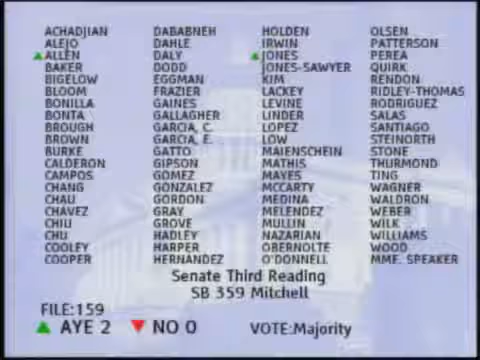 ACHADJIAN DABABNEH HOLDEN OLSEN
ALEJO DAHLE IRWIN PATTERSON
ALLEN DALY JONES PEREA
BAKER DODD JONES-SAWYER QUIRK
BIGELOW EGGMAN KIM RENDON
BLOOM FRAZIER LACKEY RIDLEY-THOMAS
BONILLA GAINES LEVINE RODRIGUEZ
BONTA GALLAGHER LINDER SALAS
BROUGH GARCIA, C. LOPEZ SANTIAGO
BROWN GARCIA, E. LOW STEINORTH
BURKE GATTO MAIENSCHEIN STONE
CALDERON GIPSON MATHIS THURMOND
CAMPOS GOMEZ MAYES TING
CHANG GONZALEZ MCCARTY WAGNER
CHAU GORDON MEDINA WALDRON
CHAVEZ GRAY MELENDEZ WEBER
CHIU GROVE MULLIN WILK
CHU HADLEY NAZARIAN WILLIAMS
COOLEY HARPER OBERNOLTE WOOD
COOPER HERNANDEZ O'DONNELL MME. SPEAKER
Senate Third Reading
SB 359 Mitchell
FILE:159
AYE 2 NO 0 VOTE:Majority